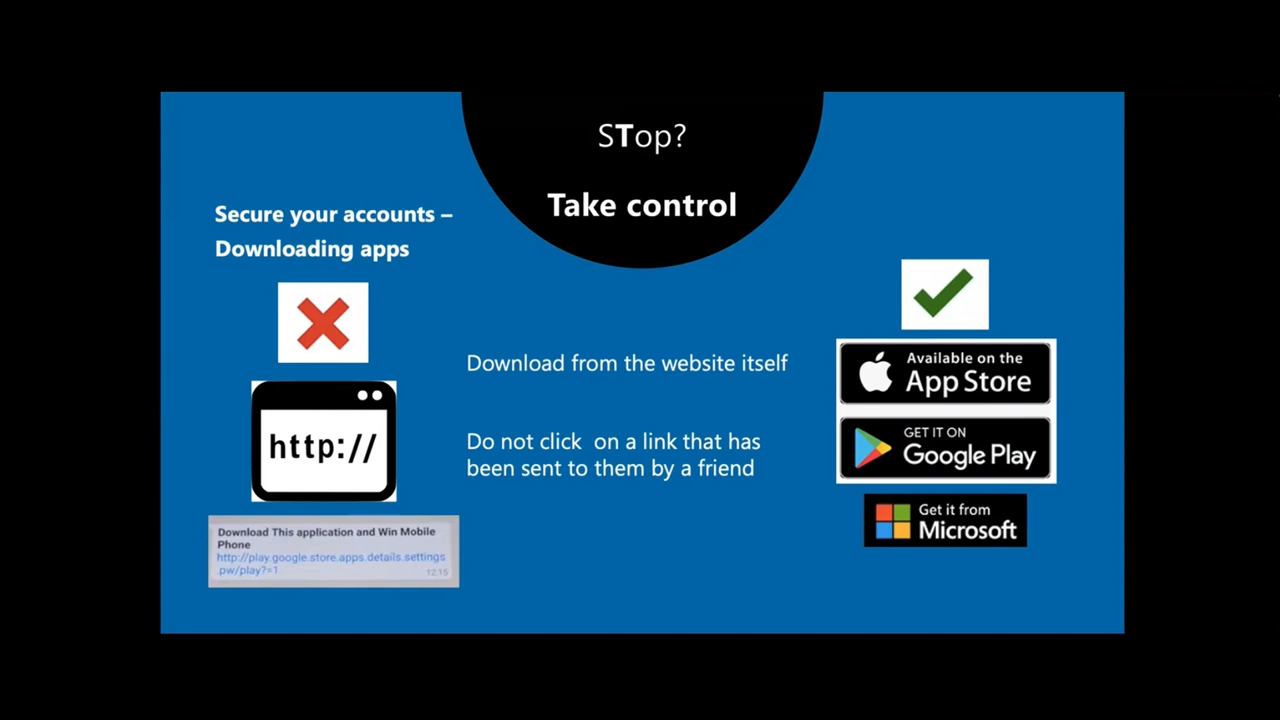 STop?
Take control
Secure your accounts –
Downloading apps
http://
Download This application and Win Mobile
Phone
http://play.google.store.apps.details.settings
.pw/play?=1
12:15
Download from the website itself
Do not click  on a link that has
been sent to them by a friend
Available on the
App Store
GET IT ON
Google Play
Get it from
Microsoft